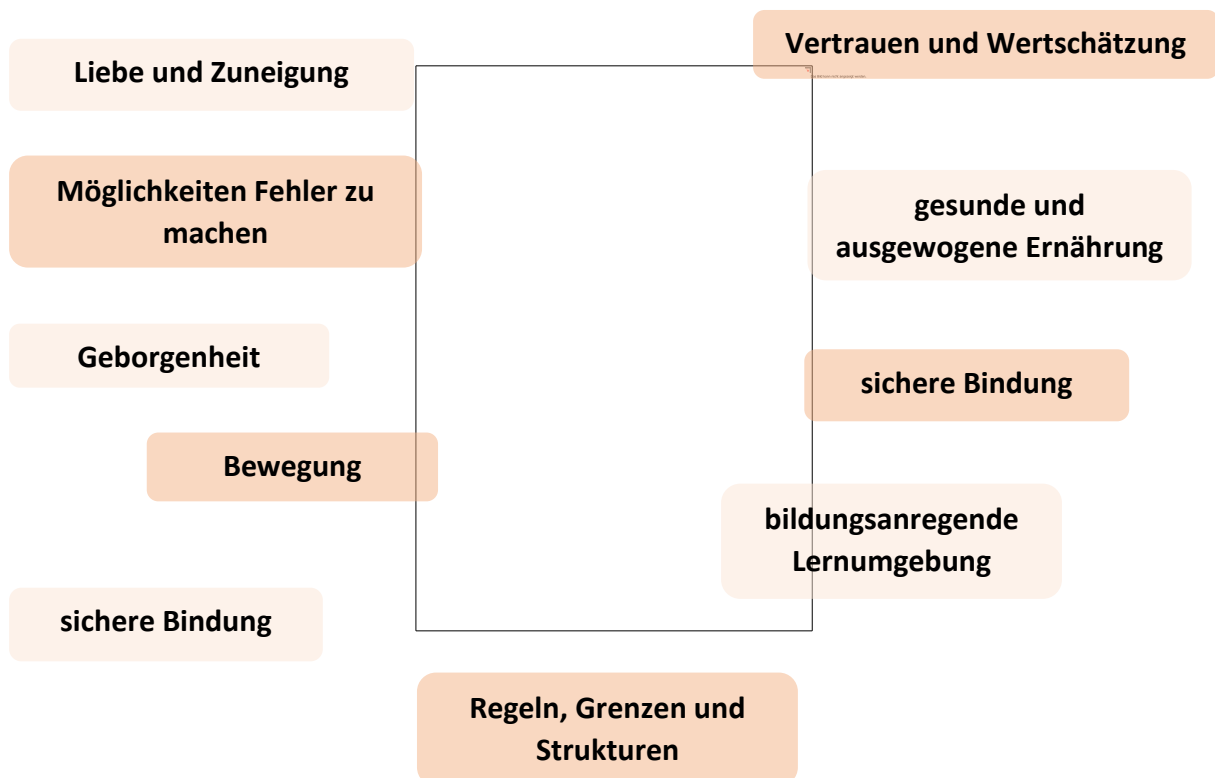 Liebe und Zuneigung
Vertrauen und Wertschätzung
Möglichkeiten Fehler zu
machen
gesunde und
ausgewogene Ernährung
Geborgenheit
sichere Bindung
Bewegung
bildungsanregende
Lernumgebung
sichere Bindung
Regeln, Grenzen und
Strukturen